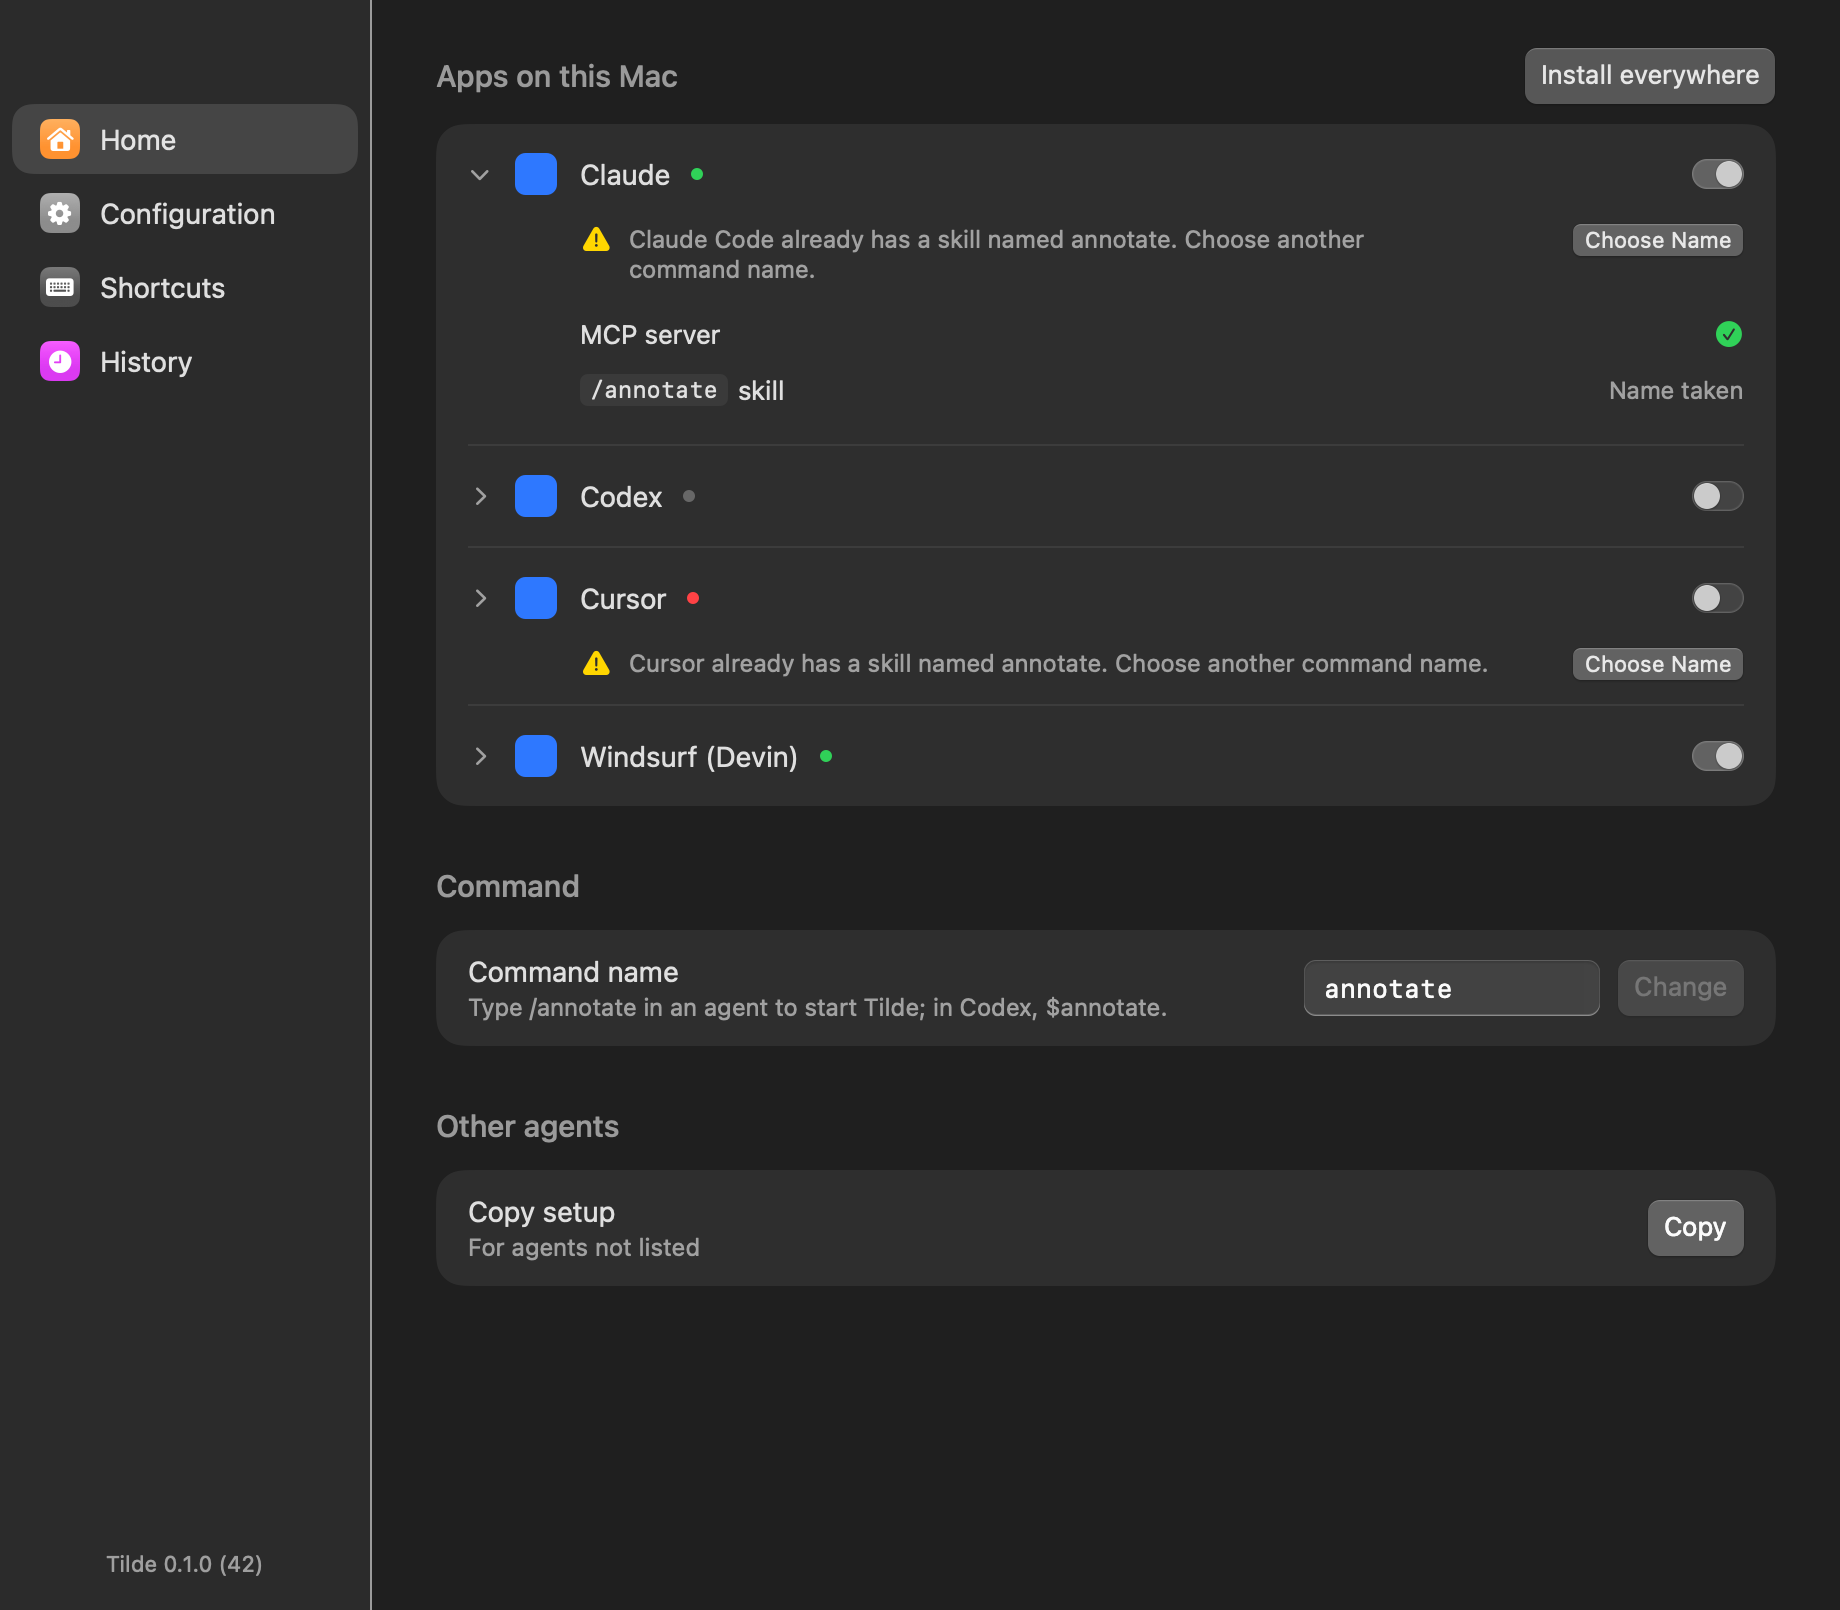 Apps on this Mac
Install everywhere
Home
Configuration
Shortcuts
History
Claude
Claude Code already has a skill named annotate. Choose another
command name.
Choose Name
MCP server
/annotate skill
Name taken
Codex
Cursor
Cursor already has a skill named annotate. Choose another command name.
Choose Name
Windsurf (Devin)
Command
Command name
Type /annotate in an agent to start Tilde; in Codex, $annotate.
annotate
Change
Other agents
Copy setup
For agents not listed
Copy
Tilde 0.1.0 (42)